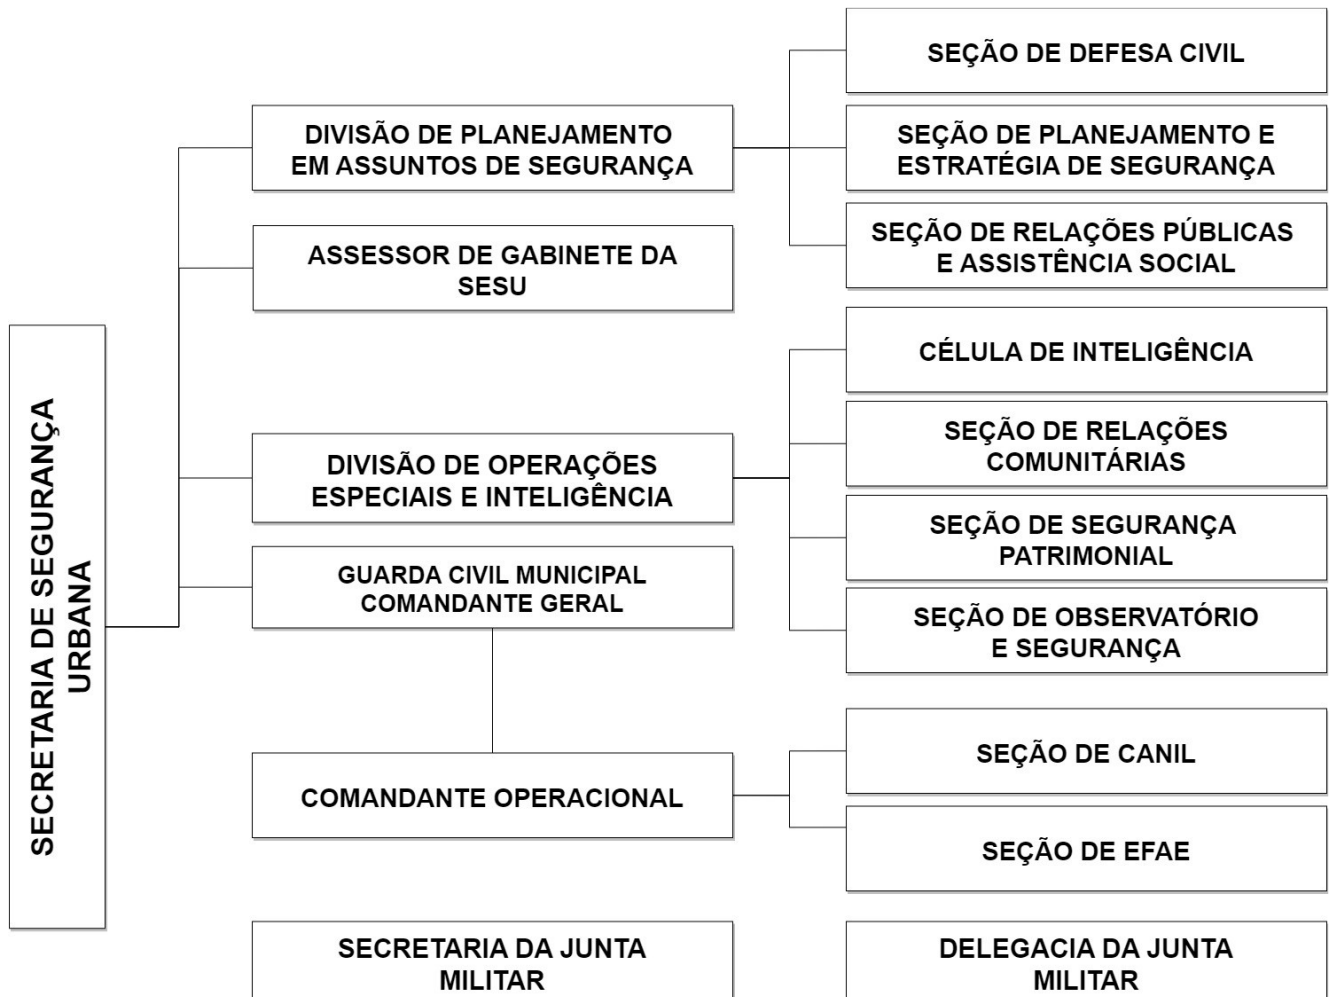 SECRETARIA DE SEGURANÇA
URBANA
DIVISÃO DE PLANEJAMENTO
EM ASSUNTOS DE SEGURANÇA
ASSESSOR DE GABINETE DA
SESU
DIVISÃO DE OPERAÇÕES
ESPECIAIS E INTELIGÊNCIA
GUARDA CIVIL MUNICIPAL
COMANDANTE GERAL
COMANDANTE OPERACIONAL
SECRETARIA DA JUNTA
MILITAR
SEÇÃO DE DEFESA CIVIL
SEÇÃO DE PLANEJAMENTO E
ESTRATÉGIA DE SEGURANÇA
SEÇÃO DE RELAÇÕES PÚBLICAS
E ASSISTÊNCIA SOCIAL
CÉLULA DE INTELIGÊNCIA
SEÇÃO DE RELAÇÕES
COMUNITÁRIAS
SEÇÃO DE SEGURANÇA
PATRIMONIAL
SEÇÃO DE OBSERVATÓRIO
E SEGURANÇA
SEÇÃO DE CANIL
SEÇÃO DE EFAE
DELEGACIA DA JUNTA
MILITAR